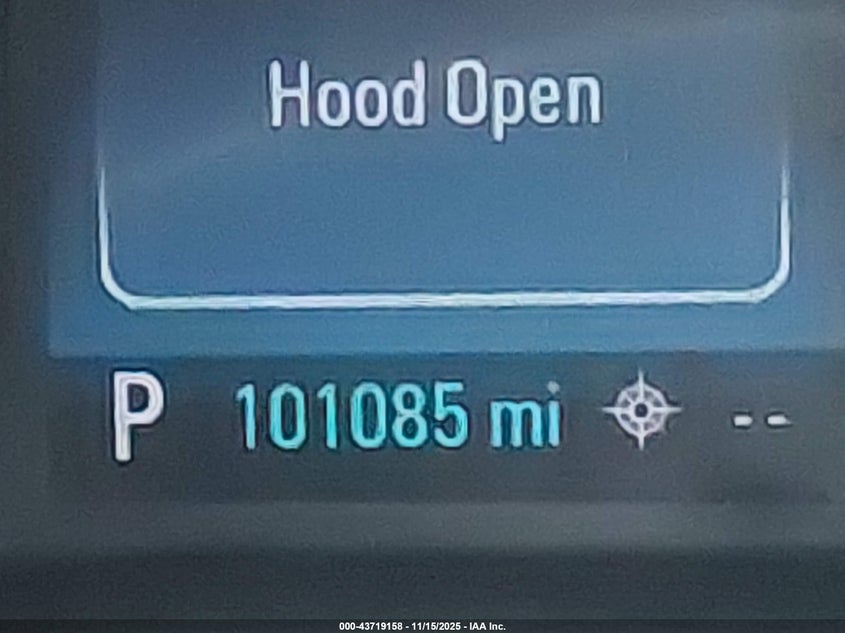 Hood Open
P 101085 mi --
000-43719158 - 11/15/2025 - IAA Inc.